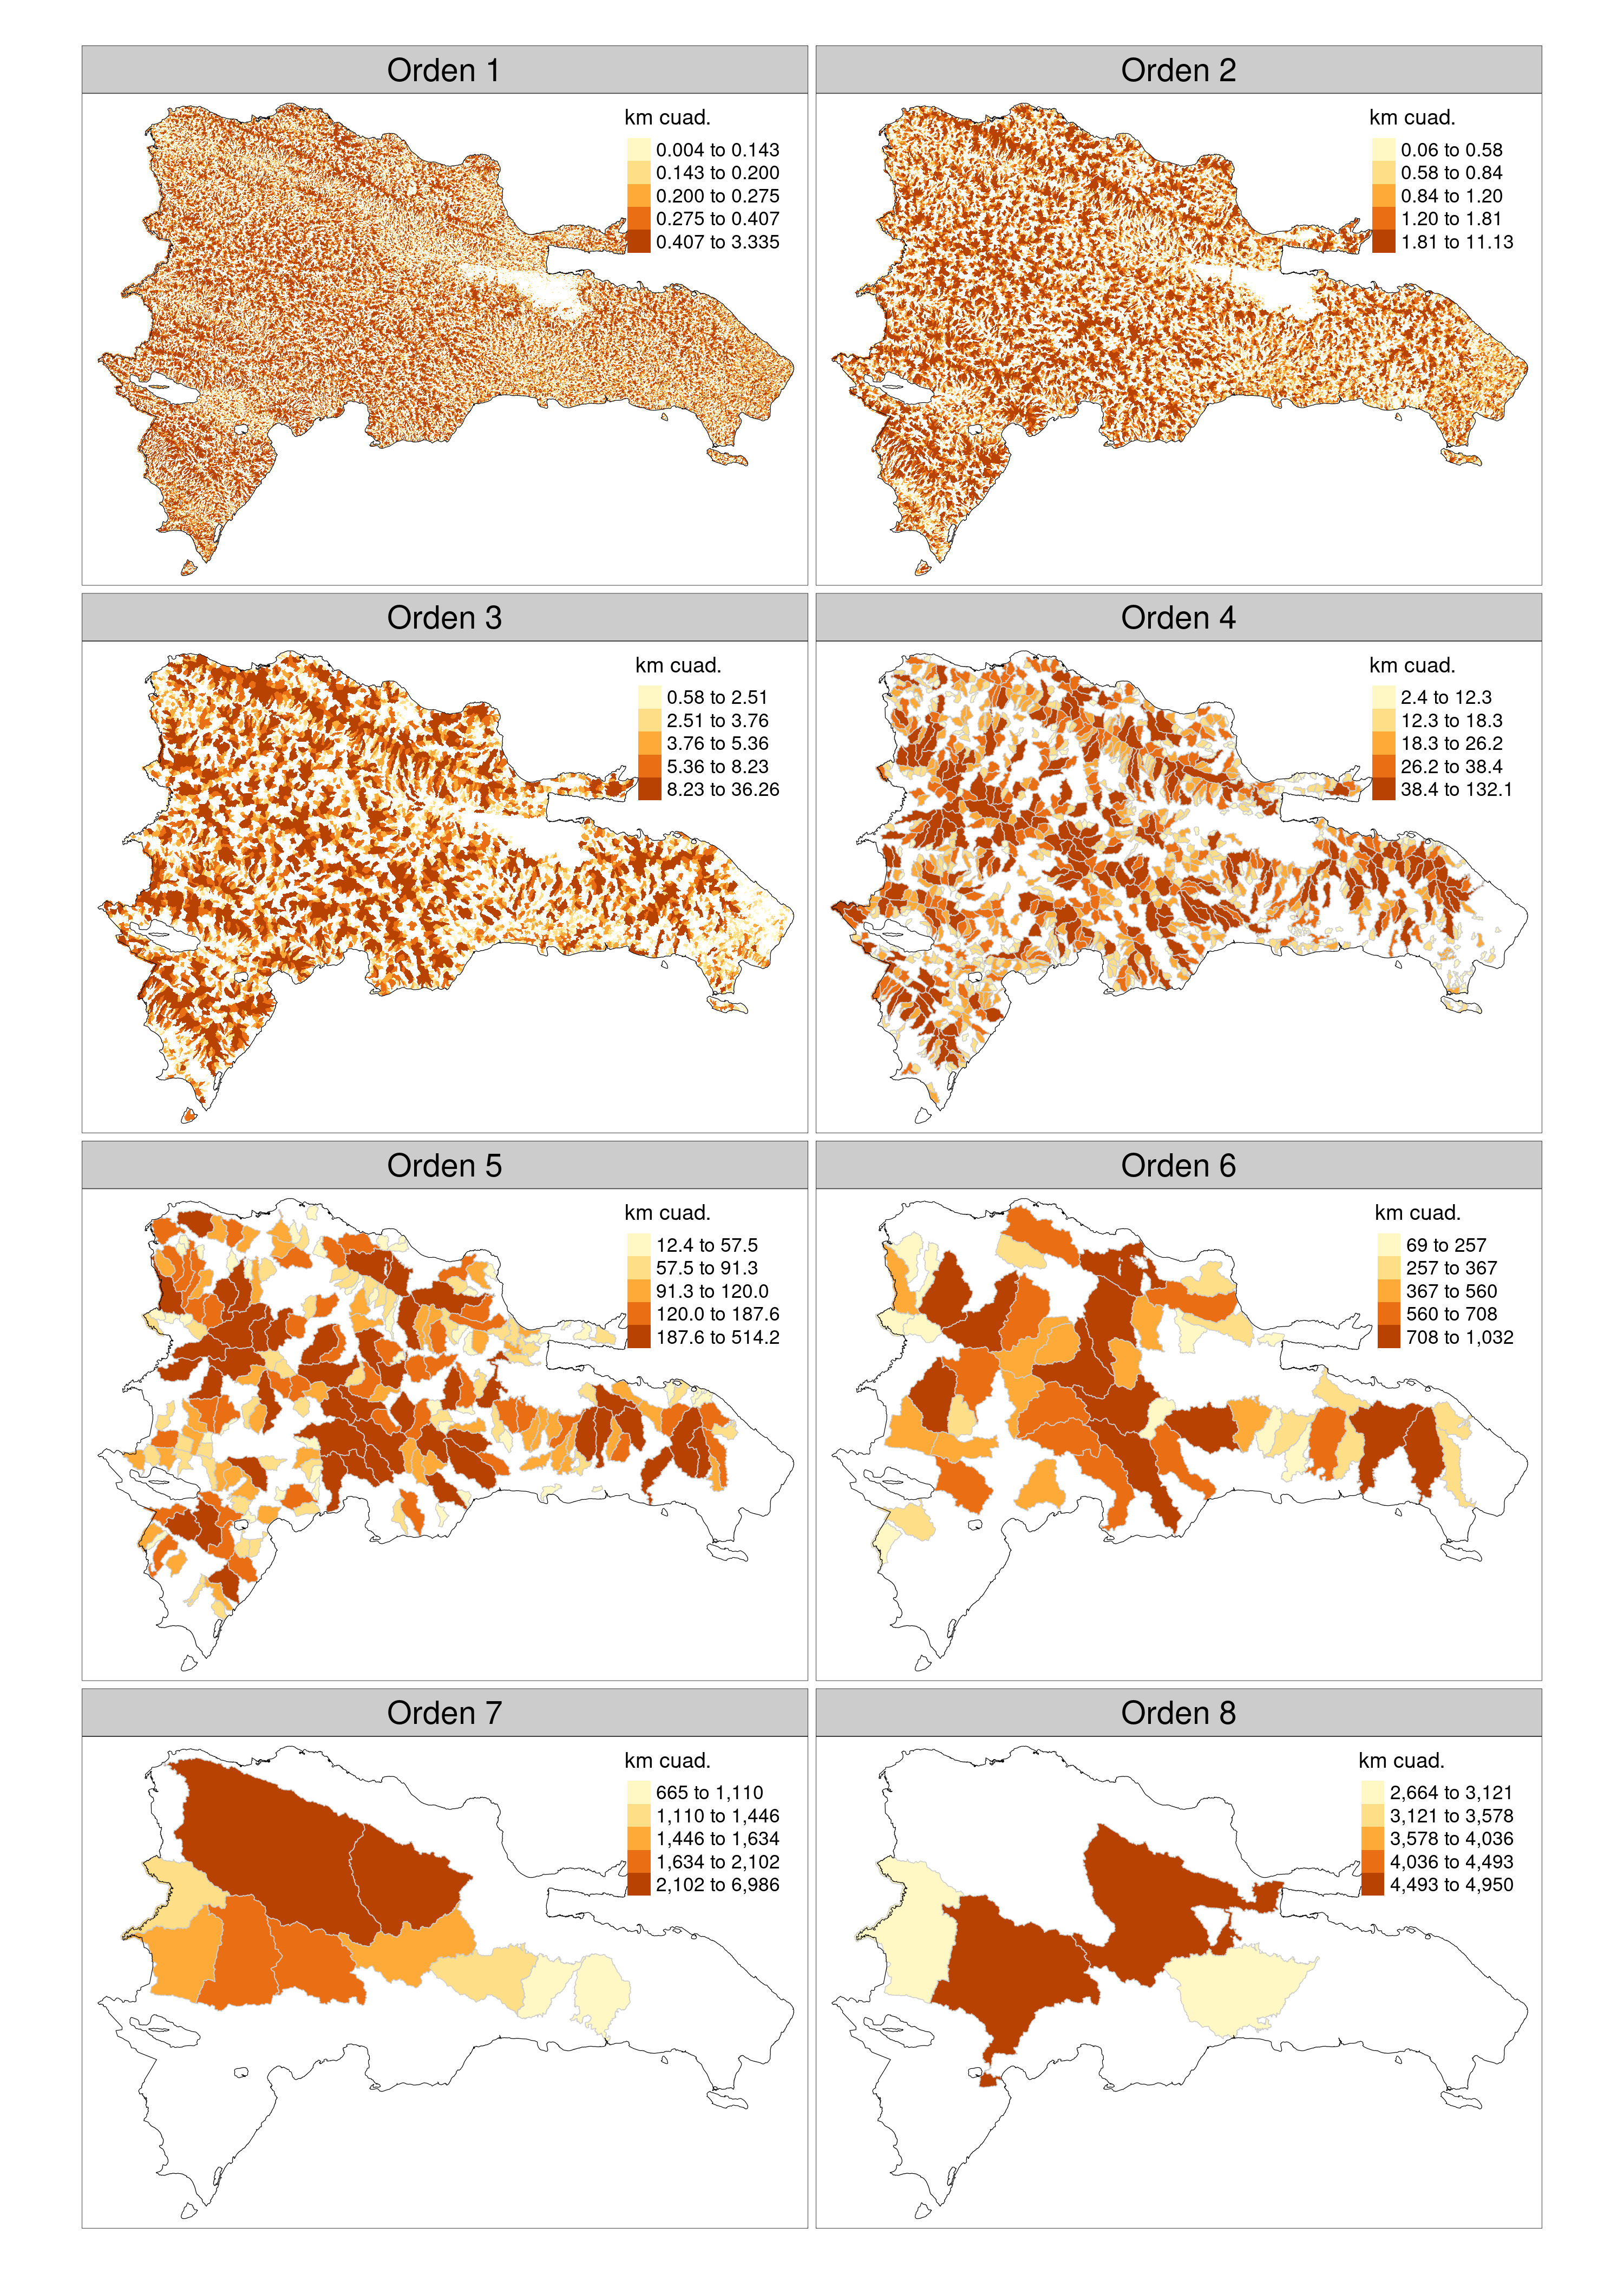 Orden 1
km cuad.
0.004 to 0.143
0.143 to 0.200
0.200 to 0.275
0.275 to 0.407
0.407 to 3.335
Orden 2
km cuad.
0.06 to 0.58
0.58 to 0.84
0.84 to 1.20
1.20 to 1.81
1.81 to 11.13
Orden 3
km cuad.
0.58 to 2.51
2.51 to 3.76
3.76 to 5.36
5.36 to 8.23
8.23 to 36.26
Orden 4
km cuad.
2.4 to 12.3
12.3 to 18.3
18.3 to 26.2
26.2 to 38.4
38.4 to 132.1
Orden 5
km cuad.
12.4 to 57.5
57.5 to 91.3
91.3 to 120.0
120.0 to 187.6
187.6 to 514.2
Orden 6
km cuad.
69 to 257
257 to 367
367 to 560
560 to 708
708 to 1,032
Orden 7
km cuad.
665 to 1,110
1,110 to 1,446
1,446 to 1,634
1,634 to 2,102
2,102 to 6,986
Orden 8
km cuad.
2,664 to 3,121
3,121 to 3,578
3,578 to 4,036
4,036 to 4,493
4,493 to 4,950